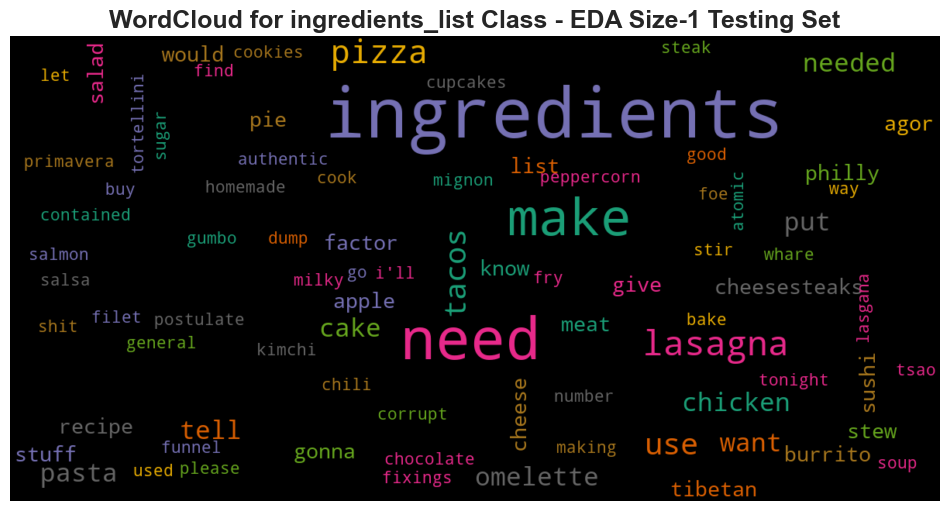 WordCloud for ingredients_list Class - EDA Size-1 Testing Set
let
salad
would
cookies
find
pizza
steak
needed
cupcakes
tortellini
sugar
pie
ingredients
agor
primavera
authentic
list
good
buy
homemade
cook
mignon
peppercorn
philly
way
foe
atomic
contained
make
put
gumbo
dump
factor
tacos
know
stir
whare
salmon
salsa
milky
go
i'll
fry
give
cheesesteaks
apple
lasgana
shit
filet
postulate
cake
need
meat
bake
general
kimchi
lasagna
tonight
sushi
tsao
chili
cheese
number
chicken
corrupt
recipe
tell
stew
stuff
funnel
gonna
making
use
want
burrito
chocolate
soup
pasta
used
please
fixings
omelette
tibetan